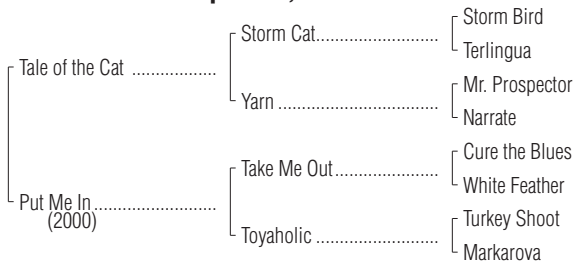 Storm Bird
Storm Cat
Terlingua
Tale of the Cat
Mr. Prospector
Yarn
Narrate
Cure the Blues
Take Me Out
White Feather
Put Me In
(2000)
Turkey Shoot
Toyaholic
Markarova